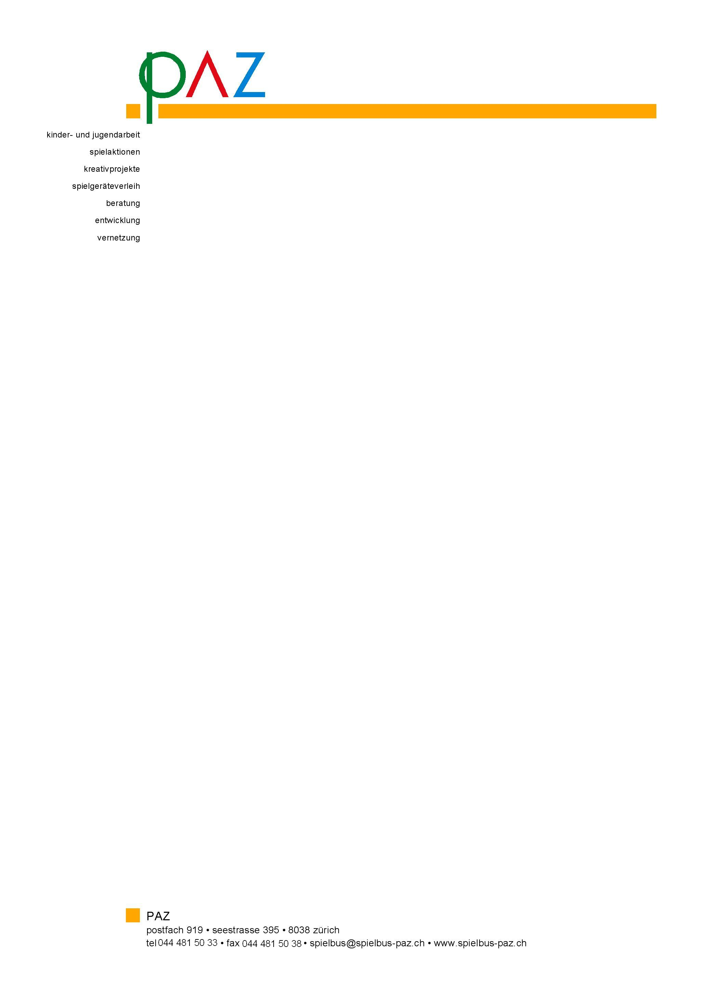 pAZ
kinder- und jugendarbeit
spielaktionen
kreativprojekte
spielgeräteverleih
beratung
entwicklung
vernetzung
PAZ
postfach 919 • seestrasse 395 • 8038 zürich
tel 044 481 50 33 • fax 044 481 50 38 • spielbus@spielbus-paz.ch • www.spielbus-paz.ch